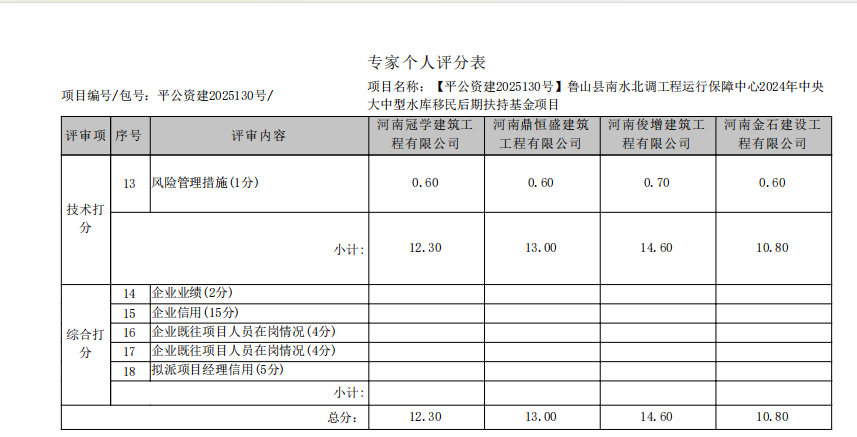 专家个人评分表
项目编号/包号：平公资建2025130号/
项目名称：【平公资建2025130号】鲁山县南水北调工程运行保障中心2024年中央
大中型水库移民后期扶持基金项目
评审项 序号 评审内容 河南冠学建筑工程有限公司 河南鼎恒盛建筑工程有限公司 河南俊增建筑工程有限公司 河南金石建设工程有限公司
技术打分
13 风险管理措施(1分) 0.60 0.60 0.70 0.60
小计: 12.30 13.00 14.60 10.80
综合打分
14 企业业绩(2分)
15 企业信用(15分)
16 企业既往项目人员在岗情况(4分)
17 企业既往项目人员在岗情况(4分)
18 拟派项目经理信用(5分)
小计:
总分: 12.30 13.00 14.60 10.80